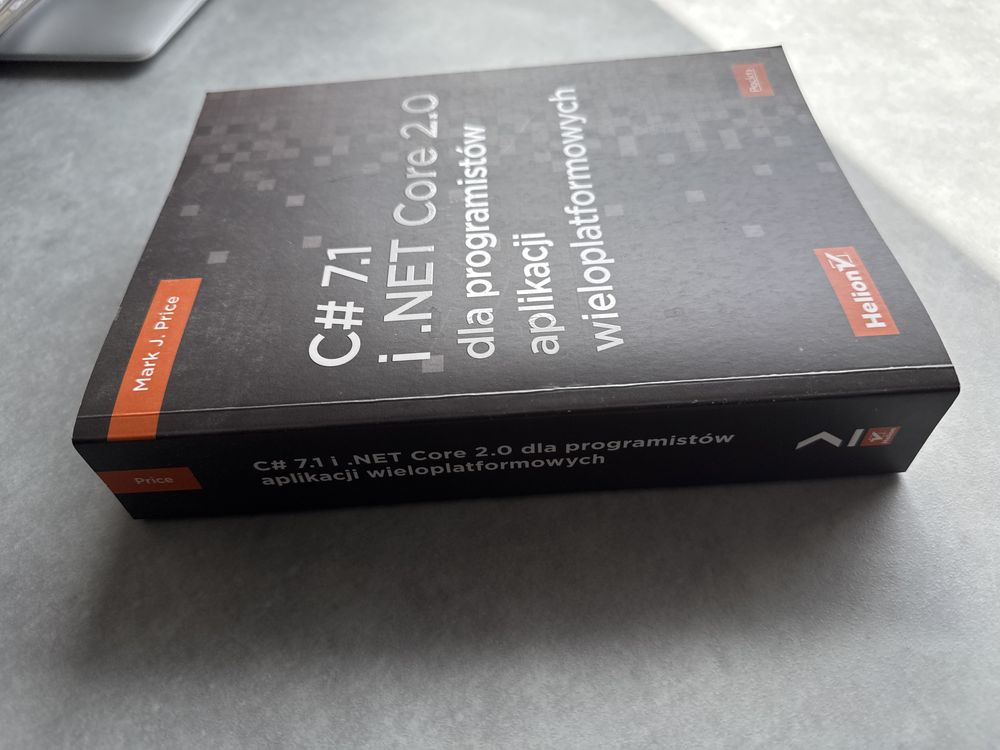 Mark J. Price
C# 7.1
i .NET Core 2.0
dla programistów
aplikacji
wieloplatformowych
Packt
Helion
Price
C# 7.1 i .NET Core 2.0 dla programistów
aplikacji wieloplatformowych